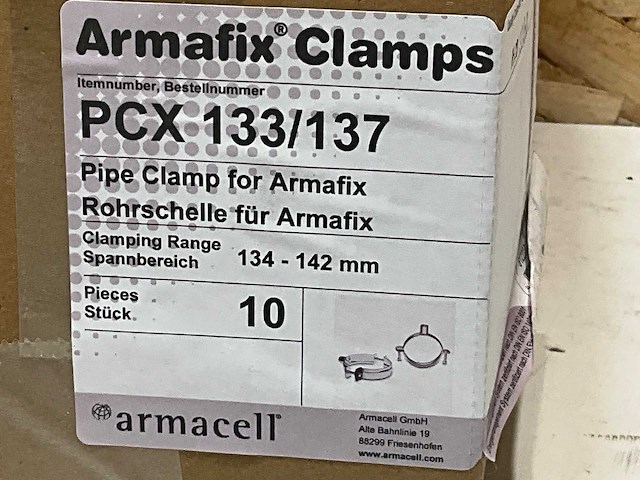 Armafix® Clamps
Itemnumber, Bestellnummer
PCX 133/137
Pipe Clamp for Armafix
Rohrschelle für Armafix
Clamping Range
Spannbereich 134 - 142 mm
Pieces
Stück 10
armacell®
Armacell GmbH
Alte Bahnlinie 19
88299 Friesenhofen
www.armacell.com